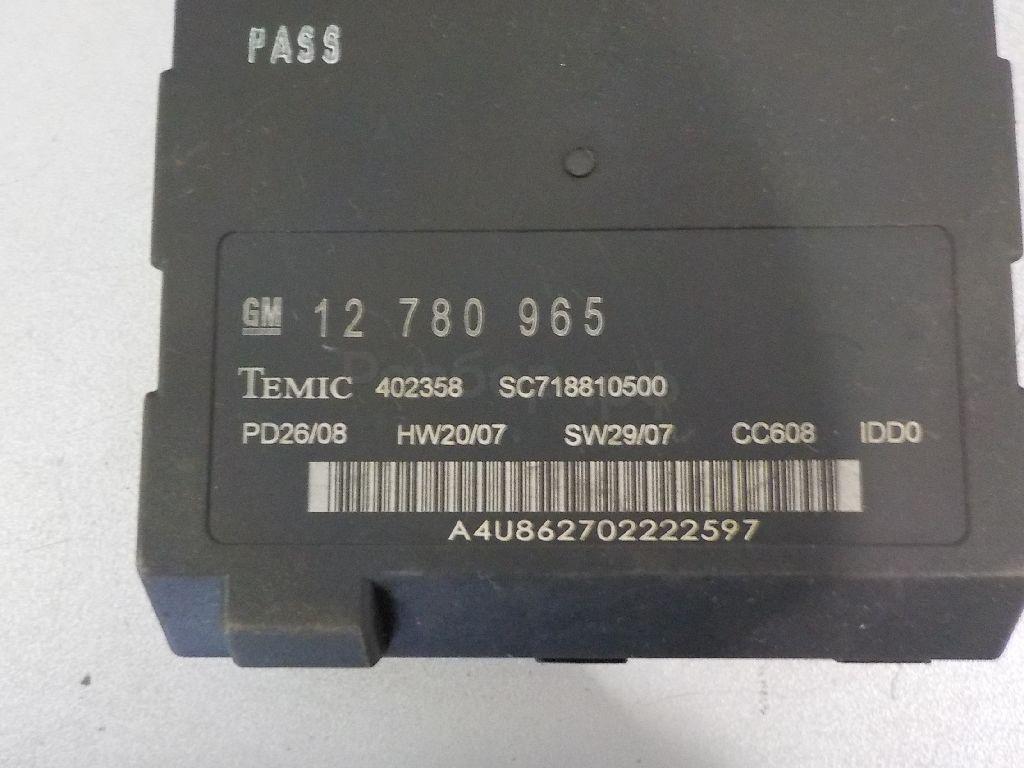 PASS
GM 12 780 965
TEMIC 402358 SC718810500
PD26/08 HW20/07 SW29/07 CC608 IDD0
A4U862702222597